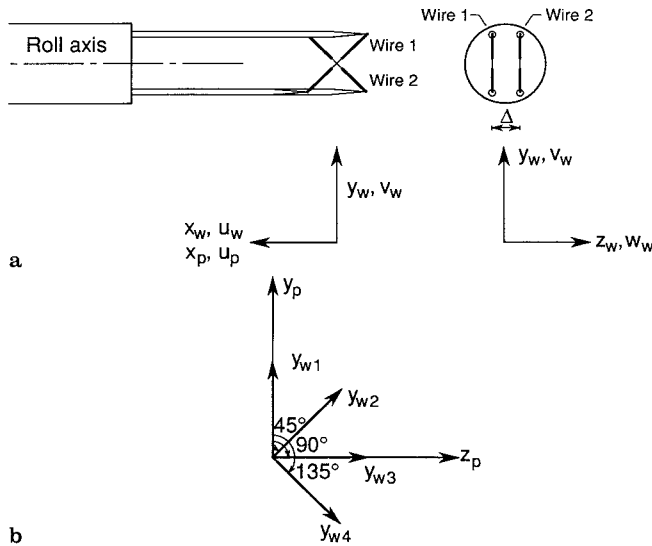 Roll axis
Wire 1
Wire 2
Wire 1 Wire 2
Δ
y_w, v_w
y_w, v_w
x_w, u_w
x_p, u_p
z_w, w_w
a
y_p
y_w1
y_w2
45°
90°
135°
y_w3
z_p
y_w4
b